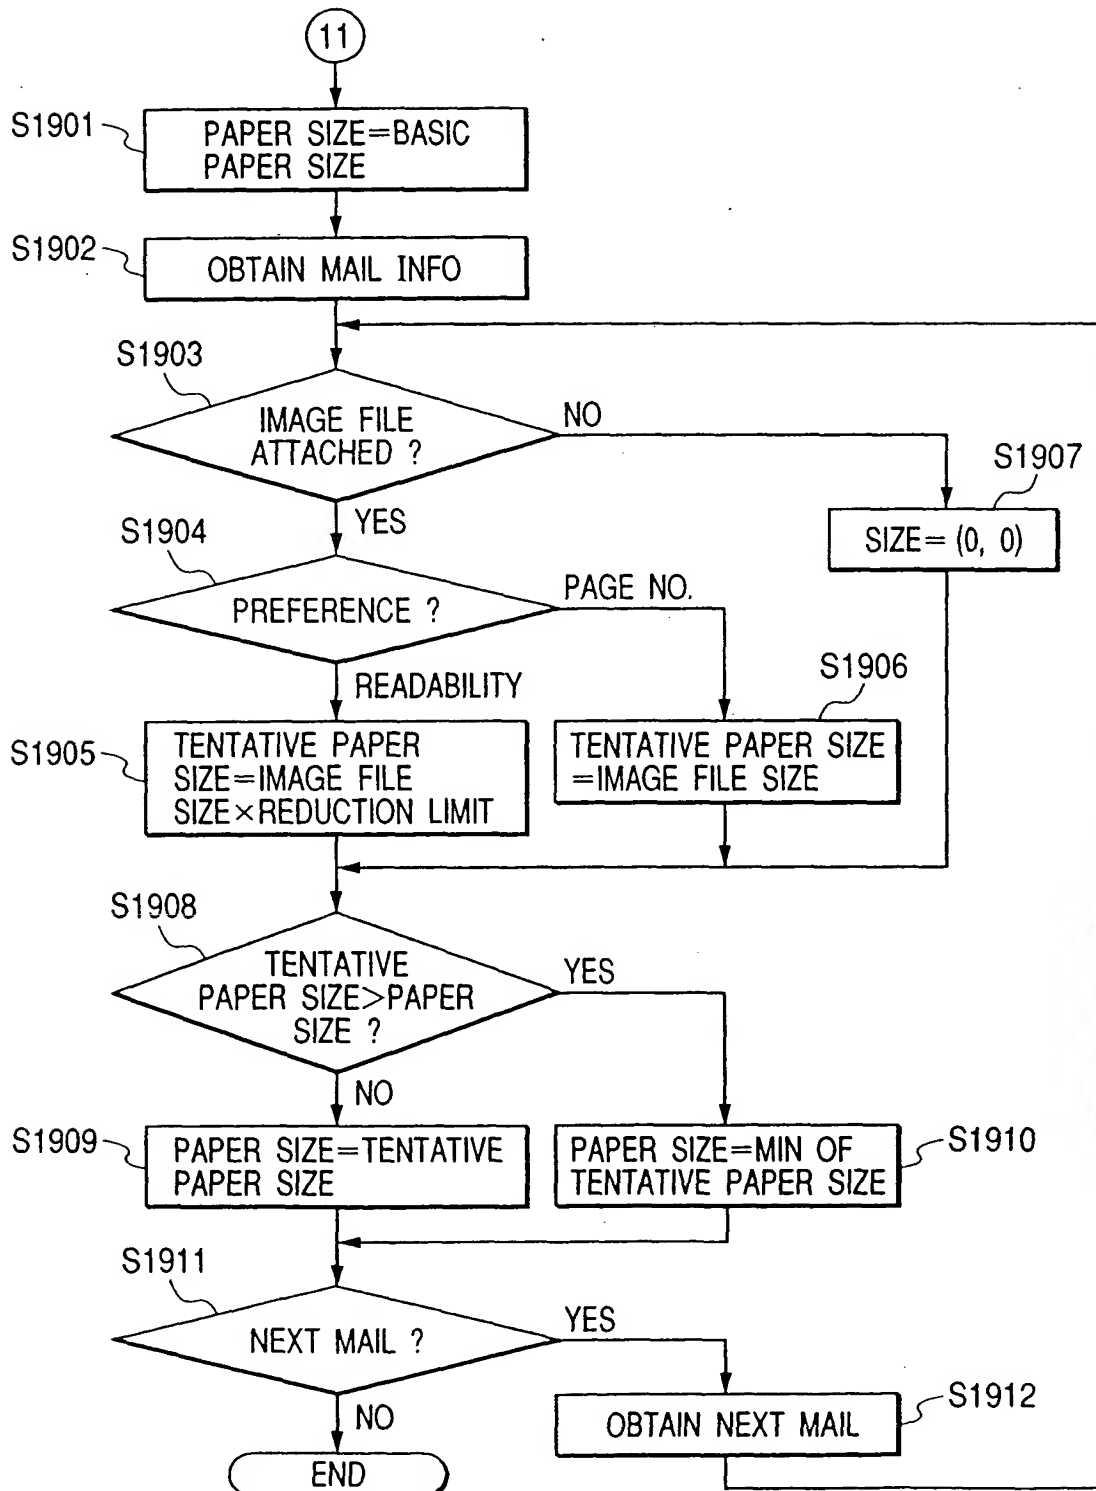 11
S1901
PAPER SIZE=BASIC
PAPER SIZE
S1902
OBTAIN MAIL INFO
S1903
IMAGE FILE
ATTACHED ?
NO
S1907
SIZE=(0, 0)
YES
S1904
PREFERENCE ?
PAGE NO.
S1906
TENTATIVE PAPER SIZE
=IMAGE FILE SIZE
READABILITY
S1905
TENTATIVE PAPER
SIZE=IMAGE FILE
SIZE×REDUCTION LIMIT
S1908
TENTATIVE
PAPER SIZE>PAPER
SIZE ?
YES
NO
S1909
PAPER SIZE=TENTATIVE
PAPER SIZE
PAPER SIZE=MIN OF
TENTATIVE PAPER SIZE
S1910
S1911
NEXT MAIL ?
YES
S1912
OBTAIN NEXT MAIL
NO
END